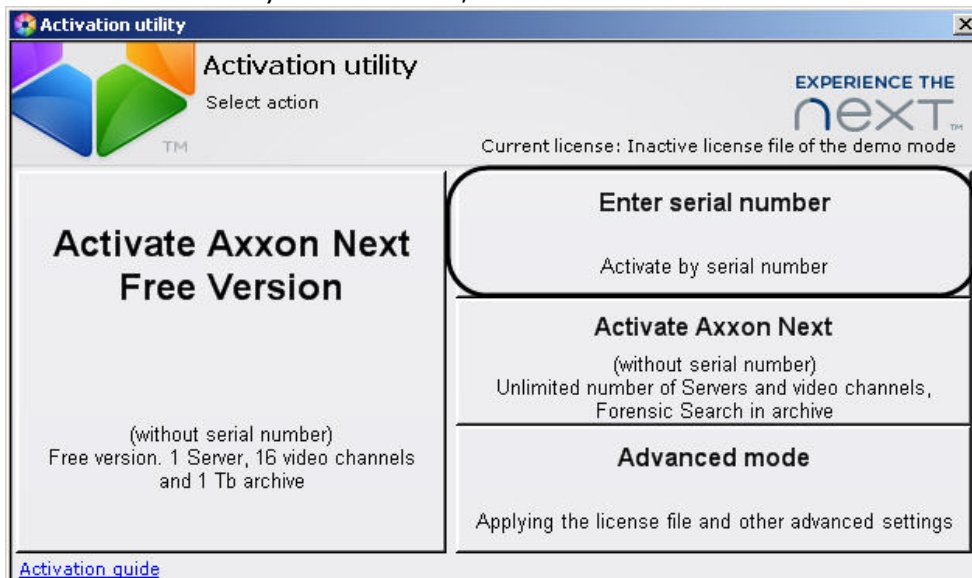 Activation utility
Activation utility
Select action
TM
EXPERIENCE THE
next TM
Current license: Inactive license file of the demo mode
Activate Axxon Next
Free Version
(without serial number)
Free version. 1 Server, 16 video channels
and 1 Tb archive
Enter serial number
Activate by serial number
Activate Axxon Next
(without serial number)
Unlimited number of Servers and video channels,
Forensic Search in archive
Advanced mode
Applying the license file and other advanced settings
Activation guide